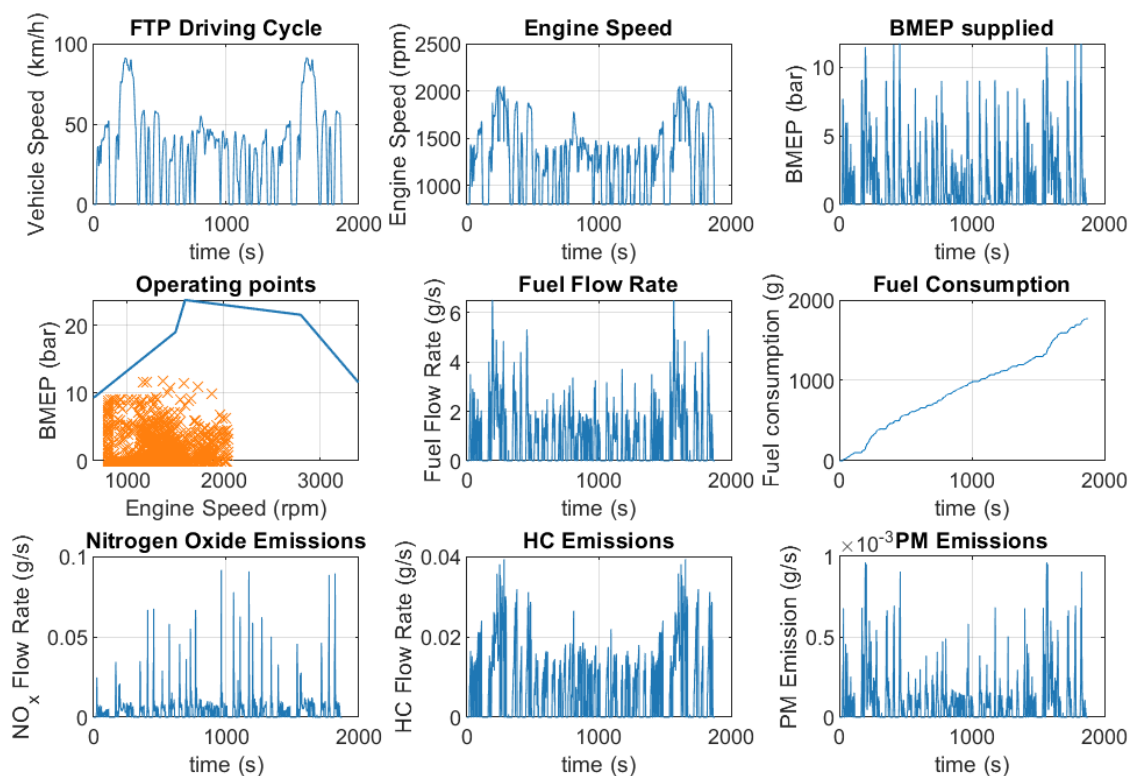 FTP Driving Cycle
Vehicle Speed (km/h)
100
50
0
0 1000 2000
time (s)
Engine Speed
Engine Speed (rpm)
2500
2000
1500
1000
0 1000 2000
time (s)
BMEP supplied
BMEP (bar)
10
5
0
0 1000 2000
time (s)
Operating points
BMEP (bar)
20
10
0
1000 2000 3000
Engine Speed (rpm)
Fuel Flow Rate
Fuel Flow Rate (g/s)
6
4
2
0
0 1000 2000
time (s)
Fuel Consumption
Fuel consumption (g)
2000
1000
0
0 1000 2000
time (s)
Nitrogen Oxide Emissions
NOx Flow Rate (g/s)
0.1
0.05
0
0 1000 2000
time (s)
HC Emissions
HC Flow Rate (g/s)
0.04
0.02
0
0 1000 2000
time (s)
×10-3 PM Emissions
PM Emission (g/s)
1
0.5
0
0 1000 2000
time (s)